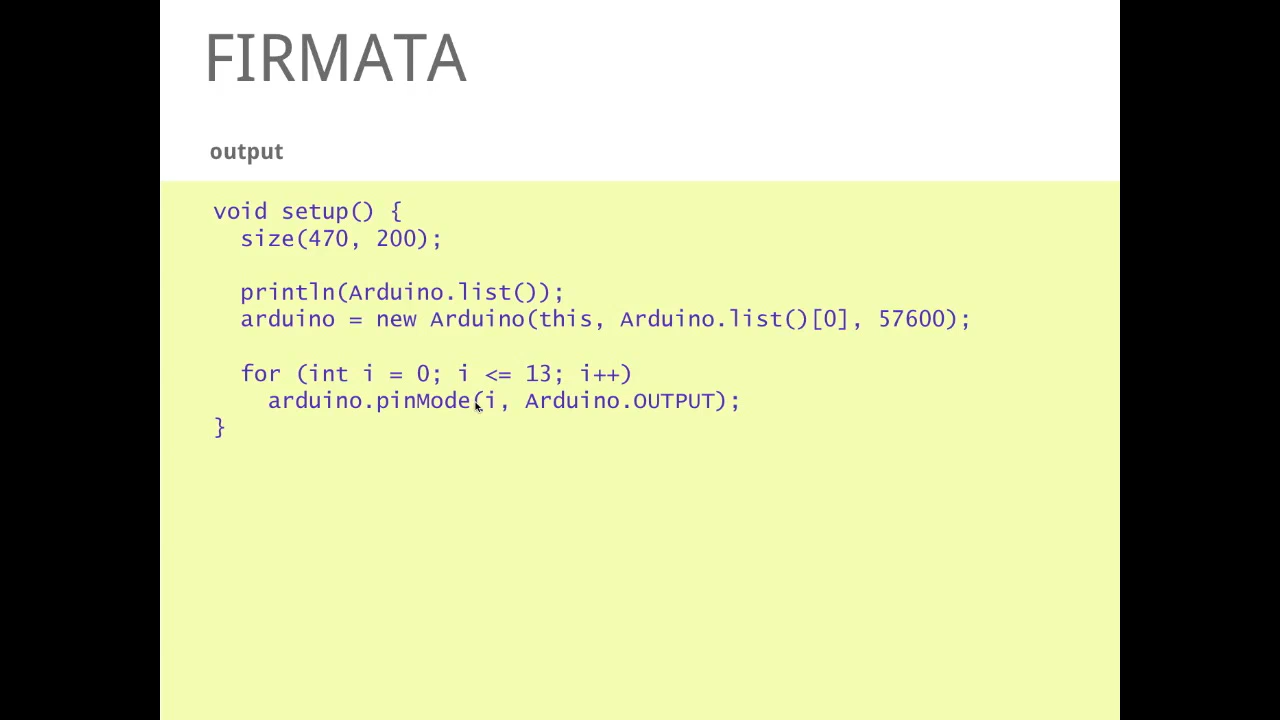 FIRMATA
output
void setup() {
size(470, 200);
println(Arduino.list());
arduino = new Arduino(this, Arduino.list()[0], 57600);
for (int i = 0; i <= 13; i++)
arduino.pinMode(i, Arduino.OUTPUT);
}